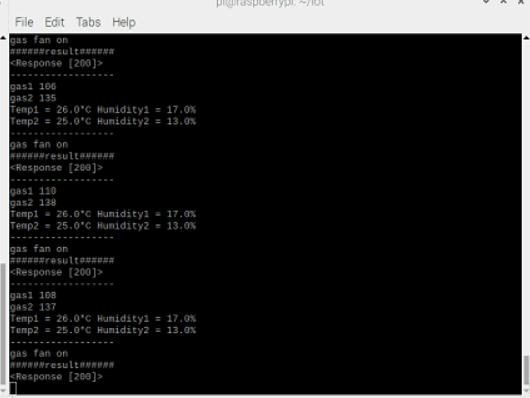 pi@raspberrypi: ~/iot
File Edit Tabs Help
gas fan on
######result######
<Response [200]>
------------------
gas1 106
gas2 135
Temp1 = 26.0°C Humidity1 = 17.0%
Temp2 = 25.0°C Humidity2 = 13.0%
------------------
gas fan on
######result######
<Response [200]>
------------------
gas1 110
gas2 138
Temp1 = 26.0°C Humidity1 = 17.0%
Temp2 = 25.0°C Humidity2 = 13.0%
------------------
gas fan on
######result######
<Response [200]>
------------------
gas1 108
gas2 137
Temp1 = 26.0°C Humidity1 = 17.0%
Temp2 = 25.0°C Humidity2 = 13.0%
------------------
gas fan on
######result######
<Response [200]>